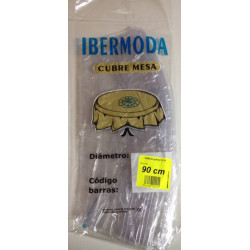 IBERMODA
CUBRE MESA
Diámetro:
90 cm
Código
barras: